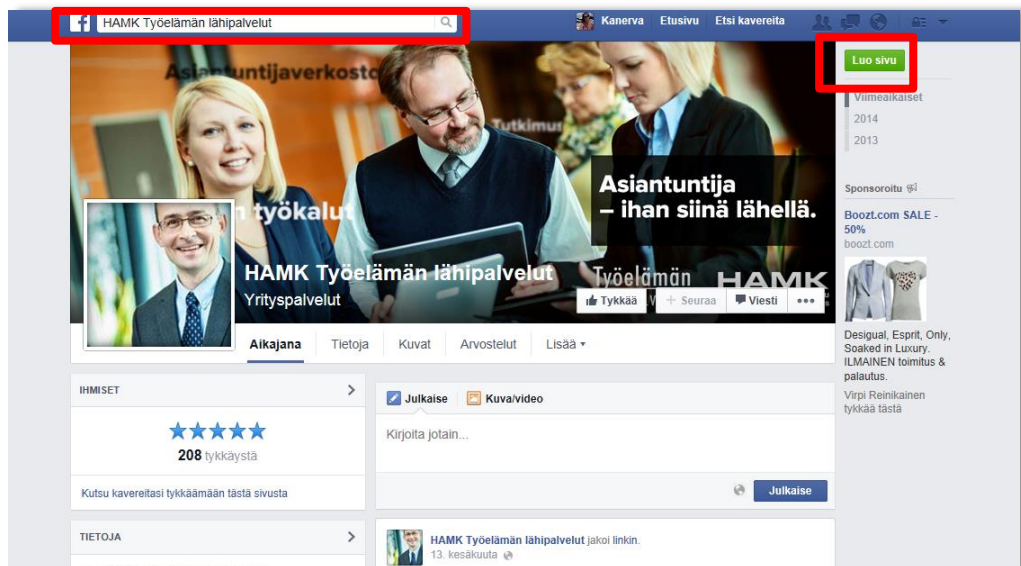 HAMK Työelämän lähipalvelut
Kanerva Etusivu Etsi kavereita
Luo sivu
Viimeaikaiset
2014
2013
Asiantuntijaverkosto
Tutkimus
työkalut
Asiantuntija
– ihan siinä lähellä.
HAMK Työelämän lähipalvelut
Yrityspalvelut
Työelämän HAMK
Tykkää + Seuraa Viesti
Aikajana Tietoja Kuvat Arvostelut Lisää
Sponsoroitu
Boozt.com SALE -
50%
boozt.com
Desigual, Esprit, Only,
Soaked in Luxury.
ILMAINEN toimitus &
palautus.
Virpi Reinikainen
tykkää tästä
IHMISET
208 tykkäystä
Kutsu kavereitasi tykkäämään tästä sivusta
TIETOJA
Julkaise Kuva/video
Kirjoita jotain...
Julkaise
HAMK Työelämän lähipalvelut jakoi linkin.
13. kesäkuuta